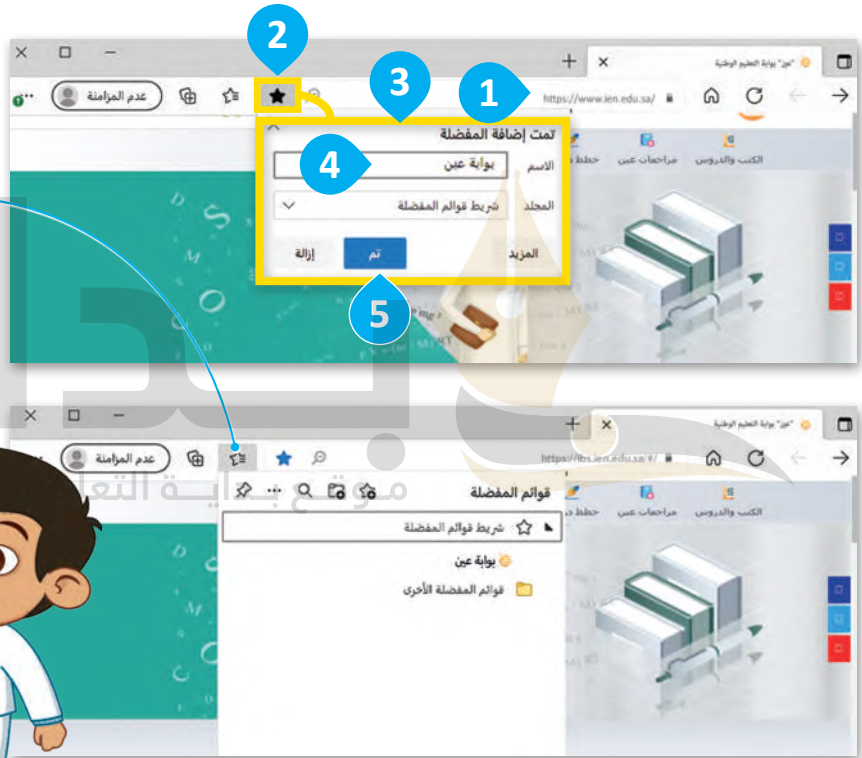 2
3
1
"عين" بوابة التعليم الوطنية
https://www.ien.edu.sa/
عدم المزامنة
تمت إضافة المفضلة
4
الاسم
بوابة عين
المجلد
شريط قوائم المفضلة
المزيد
تم
إزالة
5
الكتب والدروس
مراجعات عين
"عين" بوابة التعليم الوطنية
https://ibs.ien.edu.sa/#/
عدم المزامنة
قوائم المفضلة
شريط قوائم المفضلة
بوابة عين
قوائم المفضلة الأخرى
الكتب والدروس
مراجعات عين
بدا
موقع بداية